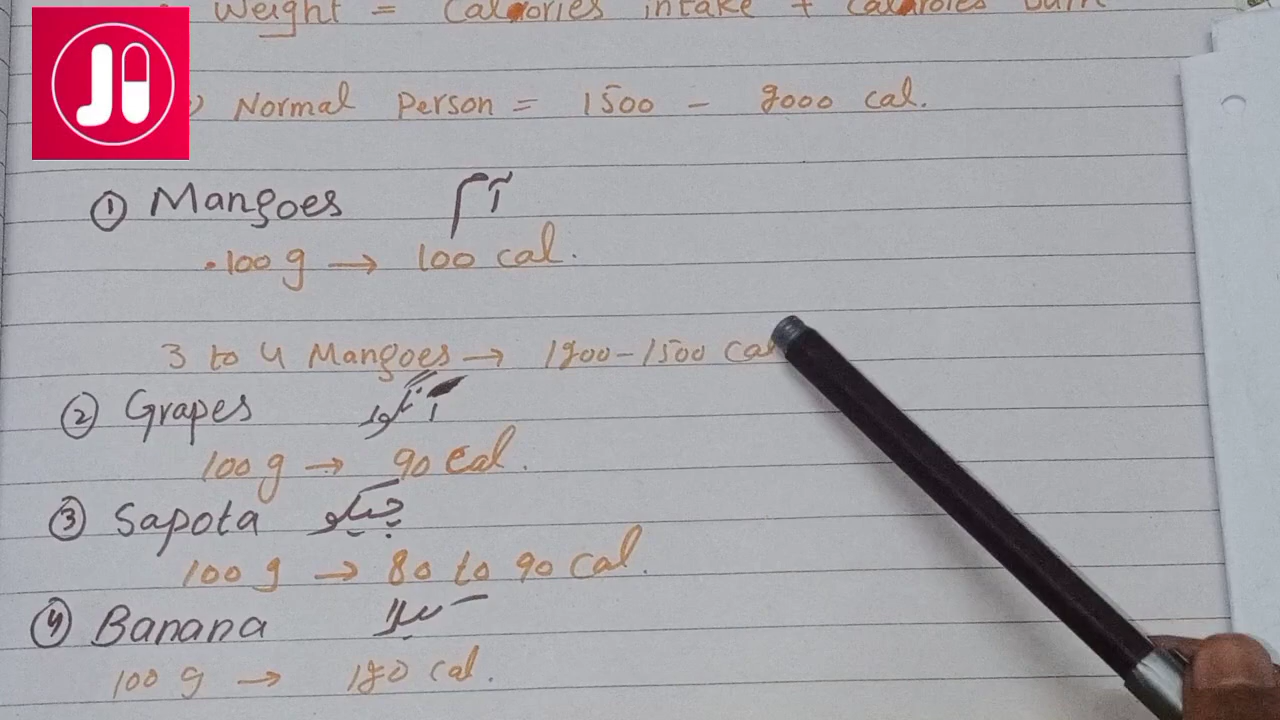 Weight = Calories intake + Calaroies burn
Normal Person = 1500 - 2000 cal.
① Mangoes آم
100 g → 100 cal.
3 to 4 Mangoes → 1200-1500 Cal
② Grapes انگور
100 g → 90 Cal.
③ Sapota چیکو
100 g → 80 to 90 cal.
④ Banana کیلا
100 g → 120 cal.